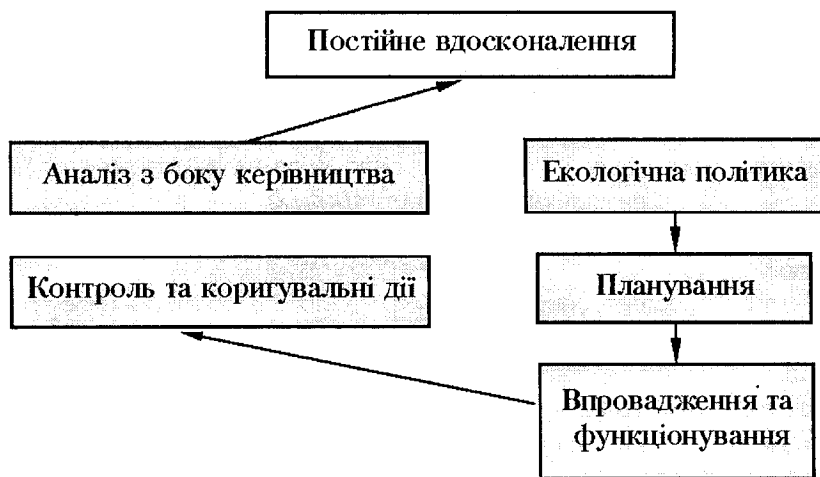 Постійне вдосконалення
Аналіз з боку керівництва
Екологічна політика
Контроль та коригувальні дії
Планування
Впровадження та
функціонування